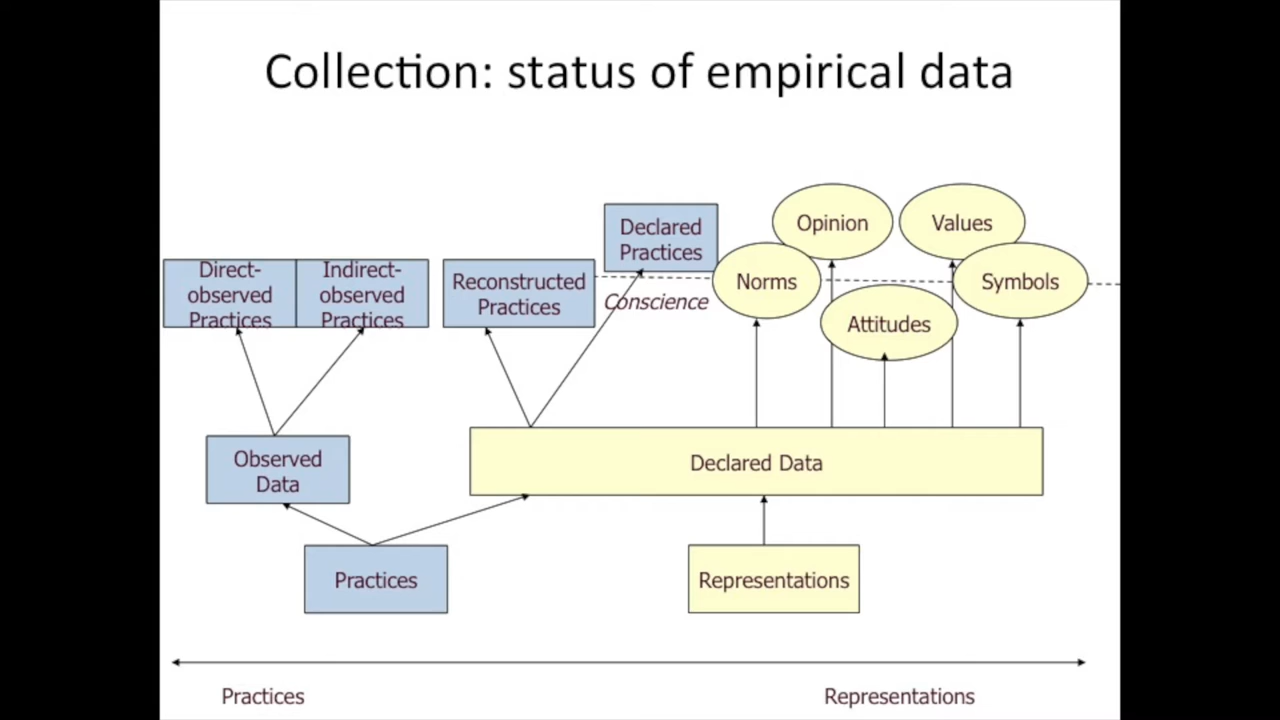 Collection: status of empirical data
Declared
Practices
Opinion
Values
Direct-
observed
Practices
Indirect-
observed
Practices
Reconstructed
Practices
Conscience
Norms
Symbols
Attitudes
Observed
Data
Declared Data
Practices
Representations
Practices
Representations